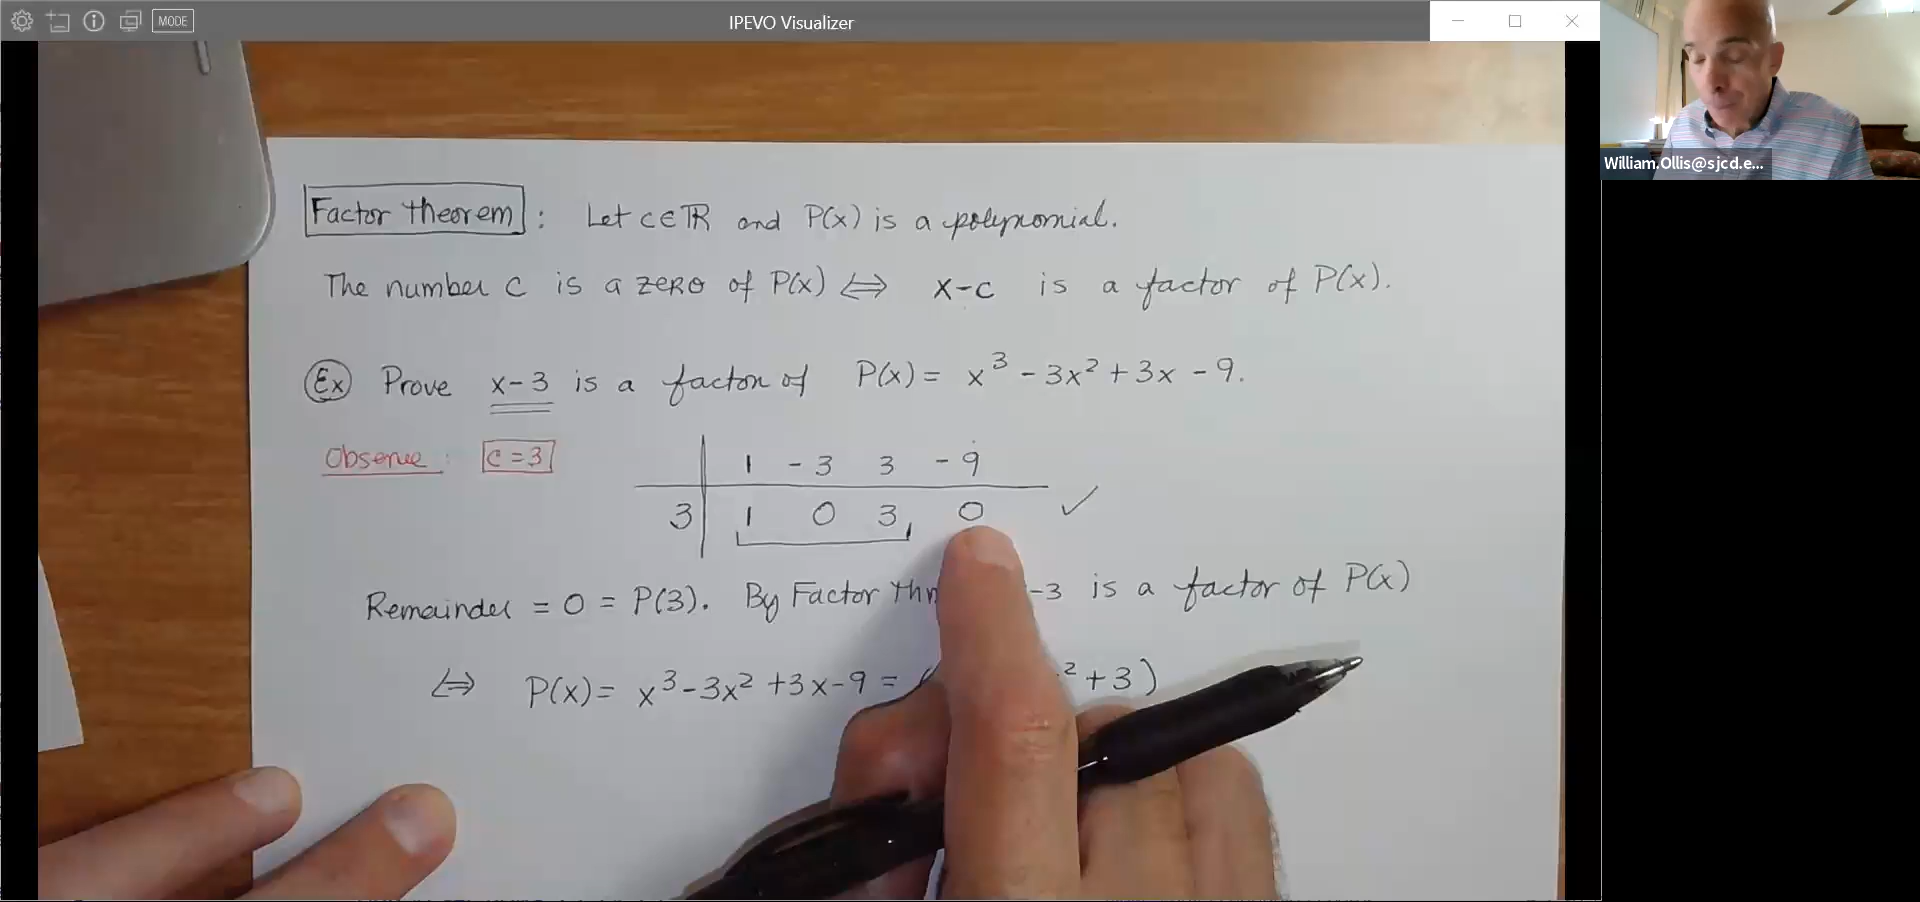 MODE
IPEVO Visualizer
William.Ollis@sjcd.e...
Factor Theorem : Let c∈ℝ and P(x) is a polynomial.
The number c is a zero of P(x) ⟺ x-c is a factor of P(x).
Ex Prove x-3 is a factor of P(x) = x³ - 3x² + 3x - 9.
Observe : c = 3
1 -3 3 -9
3 1 0 3 0 ✓
Remainder = 0 = P(3). By Factor thm -3 is a factor of P(x)
⟺ P(x) = x³-3x² +3x-9 = ( ² +3)